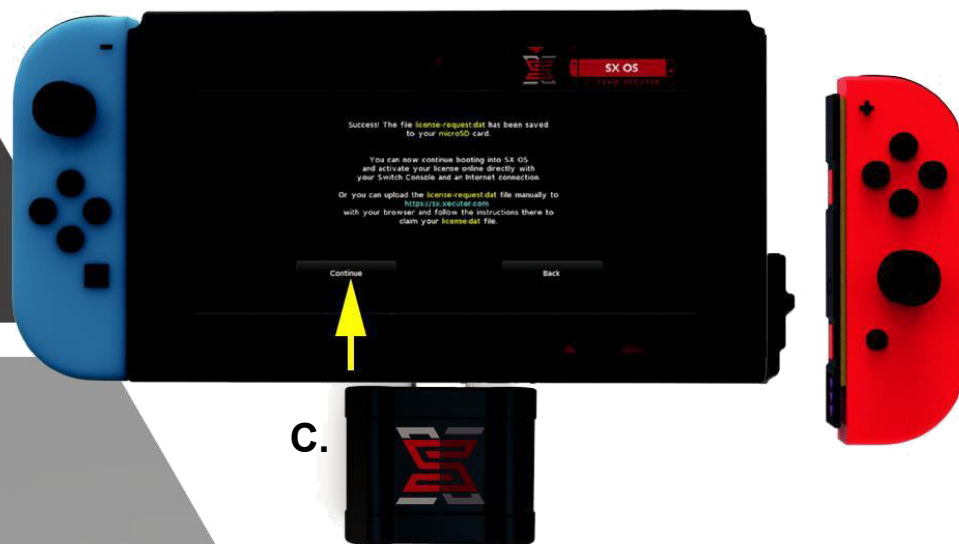 SX OS
TEAM XECUTER
Success! The file license-request.dat has been saved
to your microSD card.
You can now continue booting into SX OS
and activate your license online directly with
your Switch Console and an Internet connection.
Or you can upload the license-request.dat file manually to
https://sx.xecuter.com
with your browser and follow the instructions there to
claim your license.dat file.
Continue
Back
C.